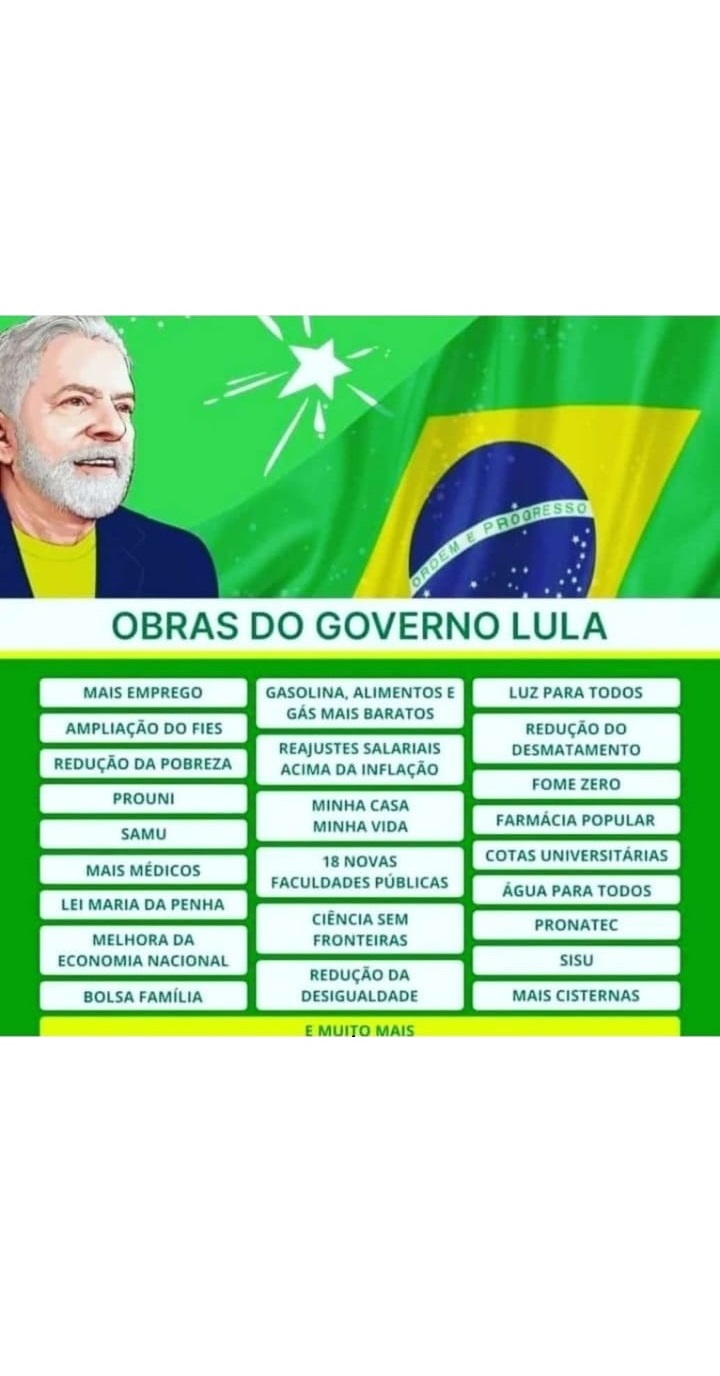 ORDEM E PROGRESSO
OBRAS DO GOVERNO LULA
MAIS EMPREGO
AMPLIAÇÃO DO FIES
REDUÇÃO DA POBREZA
PROUNI
SAMU
MAIS MÉDICOS
LEI MARIA DA PENHA
MELHORA DA
ECONOMIA NACIONAL
BOLSA FAMÍLIA
GASOLINA, ALIMENTOS E
GÁS MAIS BARATOS
REAJUSTES SALARIAIS
ACIMA DA INFLAÇÃO
MINHA CASA
MINHA VIDA
18 NOVAS
FACULDADES PÚBLICAS
CIÊNCIA SEM
FRONTEIRAS
REDUÇÃO DA
DESIGUALDADE
LUZ PARA TODOS
REDUÇÃO DO
DESMATAMENTO
FOME ZERO
FARMÁCIA POPULAR
COTAS UNIVERSITÁRIAS
ÁGUA PARA TODOS
PRONATEC
SISU
MAIS CISTERNAS
E MUITO MAIS